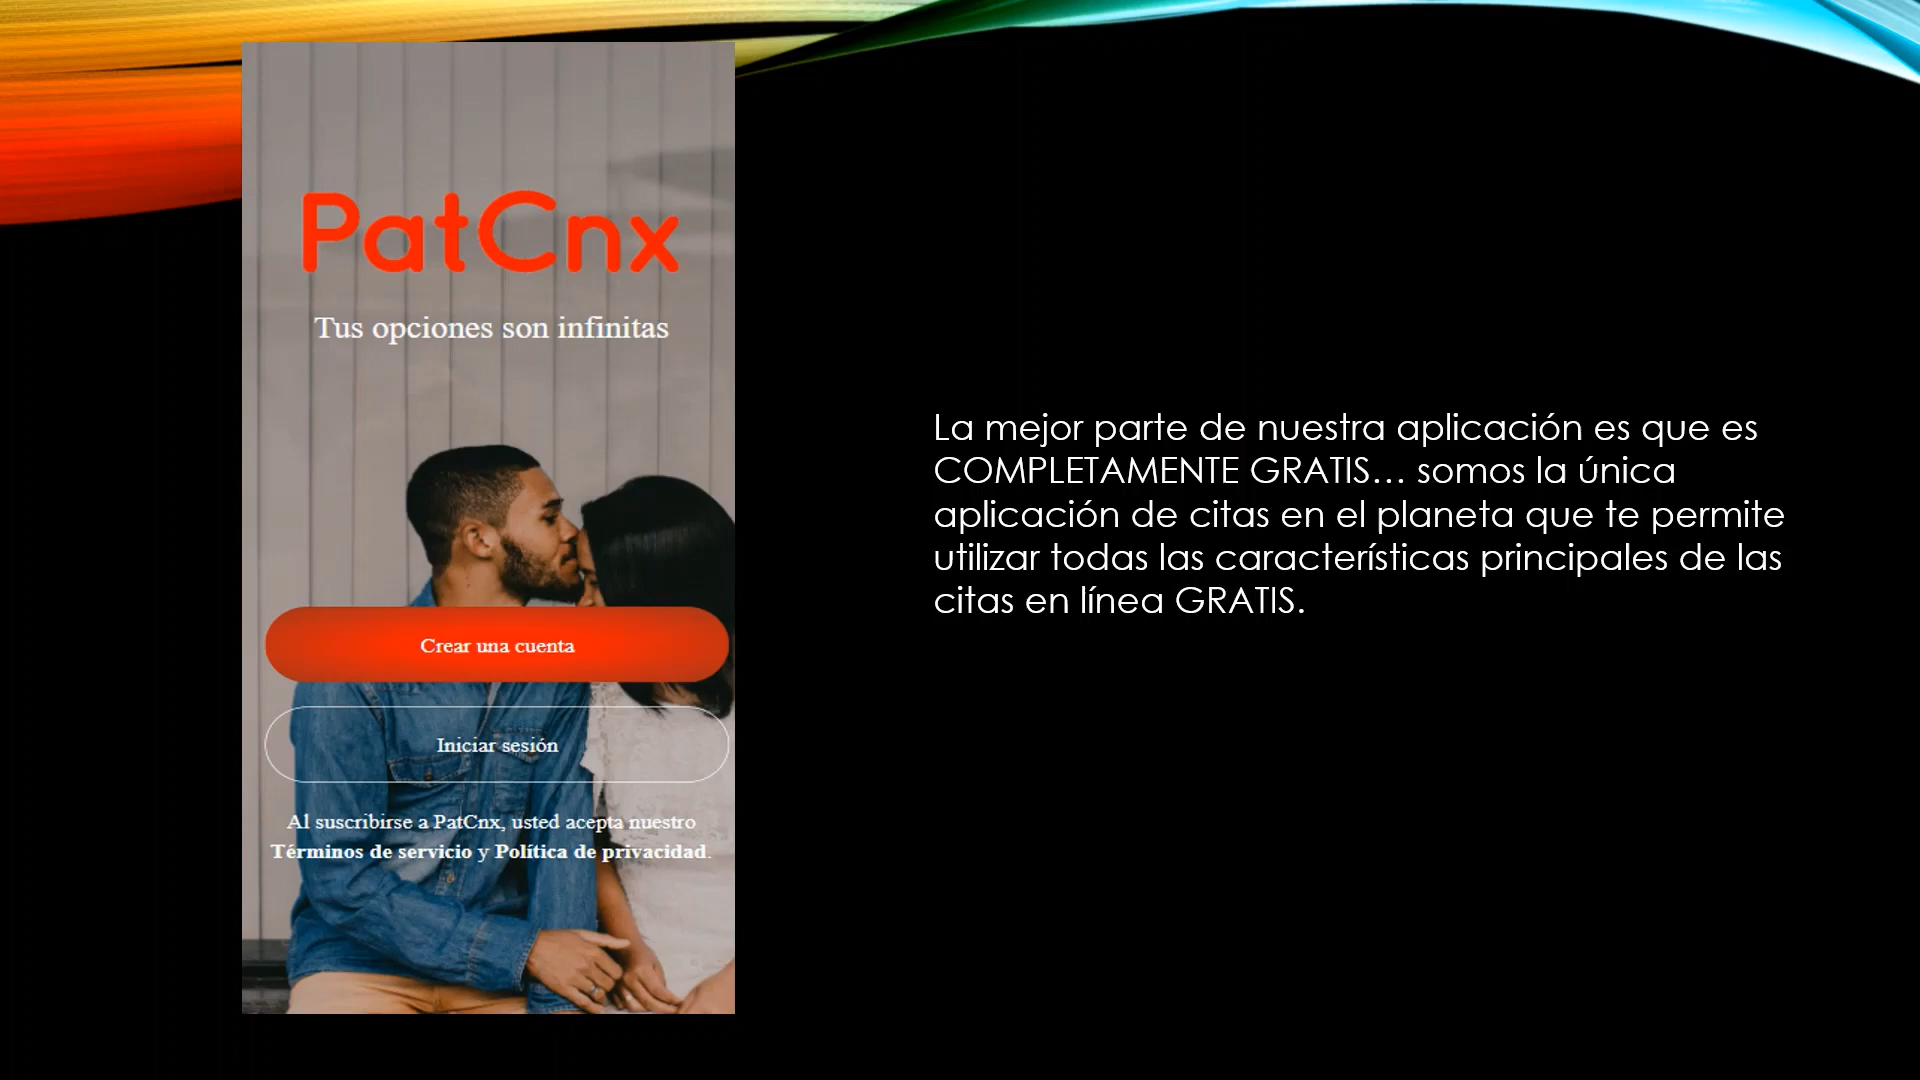 PatCnx
Tus opciones son infinitas
Crear una cuenta
Iniciar sesión
Al suscribirse a PatCnx, usted acepta nuestro
Términos de servicio y Política de privacidad.
La mejor parte de nuestra aplicación es que es
COMPLETAMENTE GRATIS… somos la única
aplicación de citas en el planeta que te permite
utilizar todas las características principales de las
citas en línea GRATIS.